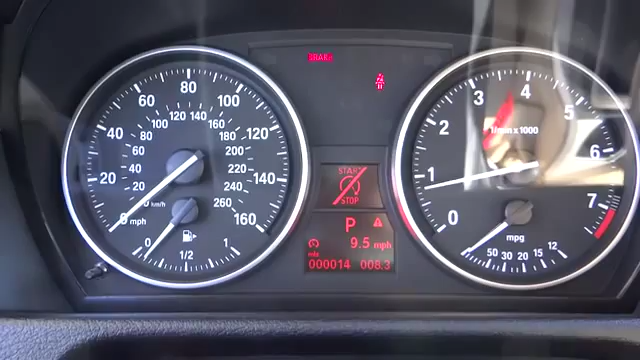 BRAKE
0 20 40 60 80 100 120 140 160
mph
20 40 60 80 100 120 140 160 180 200 220 240 260
km/h
0 1/2 1
START
STOP
P
9.5 mph
mls
000014 008.3
0 1 2 3 4 5 6 7
1/min x 1000
mpg
50 30 20 15 12